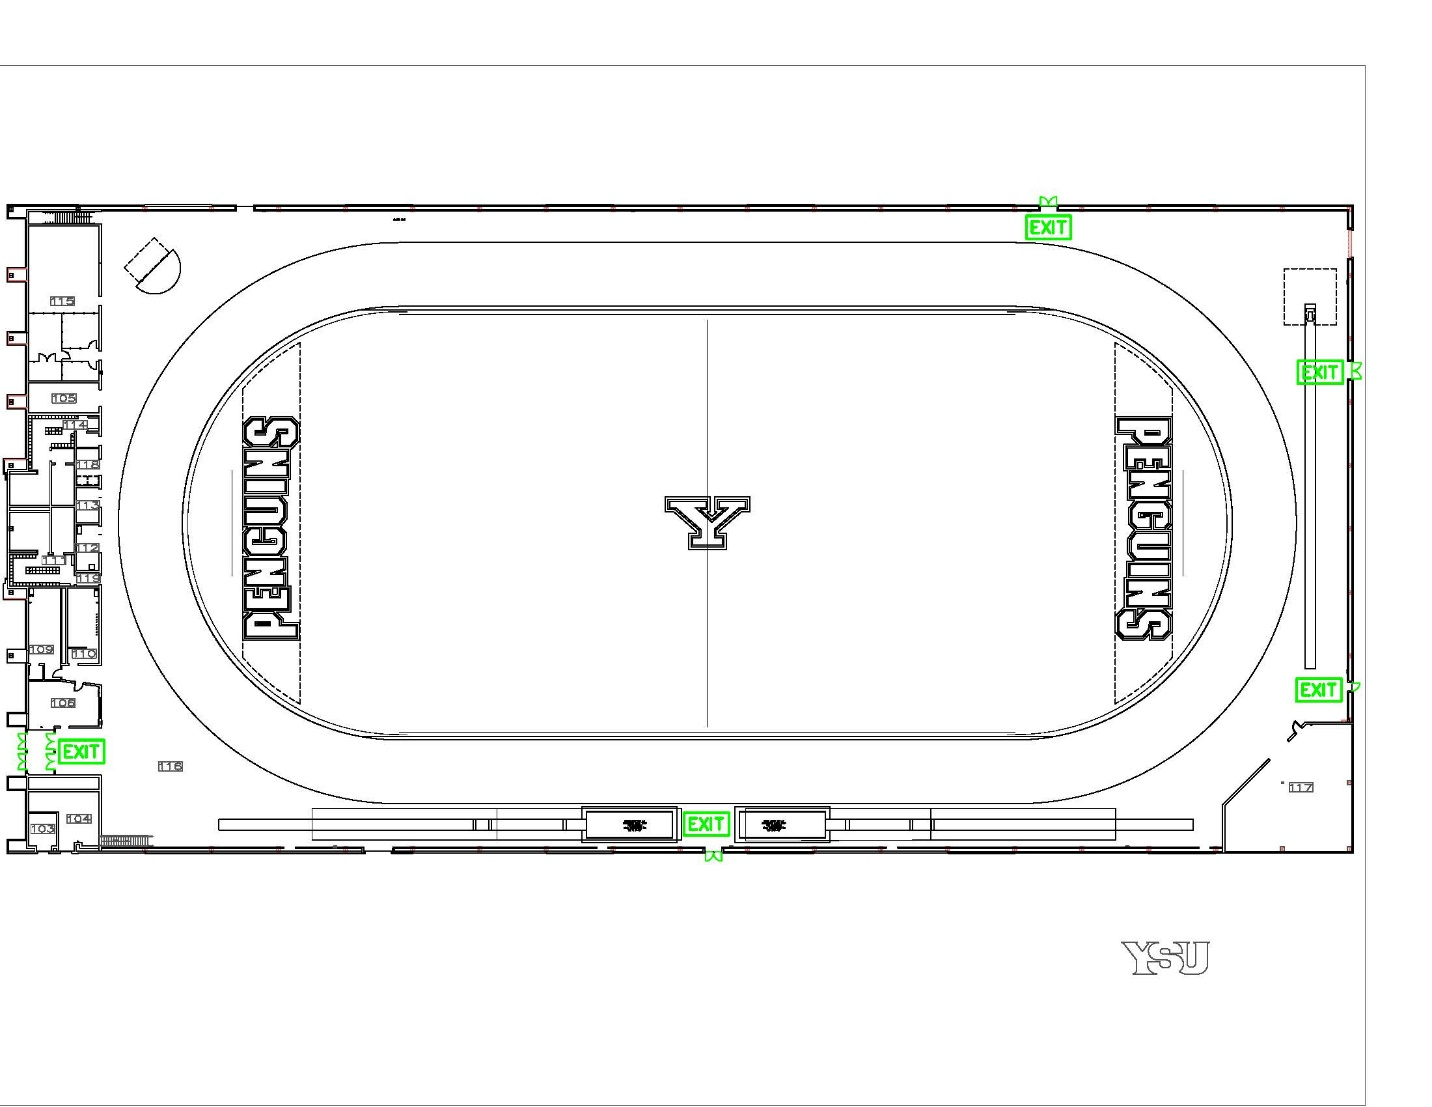 EXIT
115
EXIT
105
114
118
113
112
111
119
PENGUINS
Y
PENGUINS
109
110
106
EXIT
EXIT
116
117
104
103
EXIT
YSU